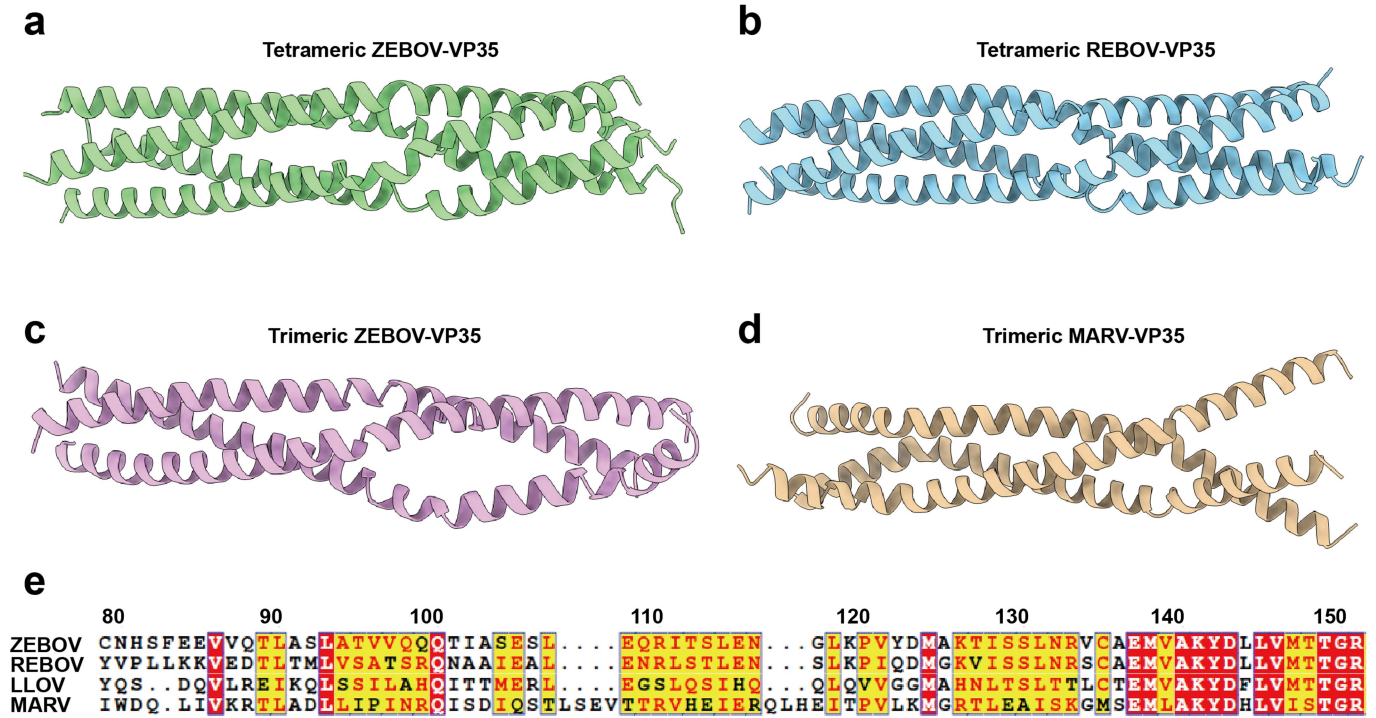 a
Tetrameric ZEBOV-VP35
b
Tetrameric REBOV-VP35
c
Trimeric ZEBOV-VP35
d
Trimeric MARV-VP35
e
80 90 100 110 120 130 140 150
ZEBOV CNHSFEEVVQTLASLATVVQQQTIASESL....EQRITSLEN...GLKPVYDMAKTISSLNRVCAEMVAKYDLLVMTTGR
REBOV YVPLLKKVEDTLTMLVSATSRQNAAIEAL....ENRLSTLEN...SLKPIQDMGKVISSLNRSCAEMVAKYDLLVMTTGR
LLOV YQS..DQVLREIKQLSSILAHQITTMERL....EGSLQSIHQ...QLQVVGGMAHNLTSLTTLCTEMVAKYDFLVMTTGR
MARV IWDQ.LIVKRTLADLLIPINRQISDIQSTLSEVTTRVHEIERQLHEITPVLKMGRTLEAISKGMSEMLAKYDHLVISTGR